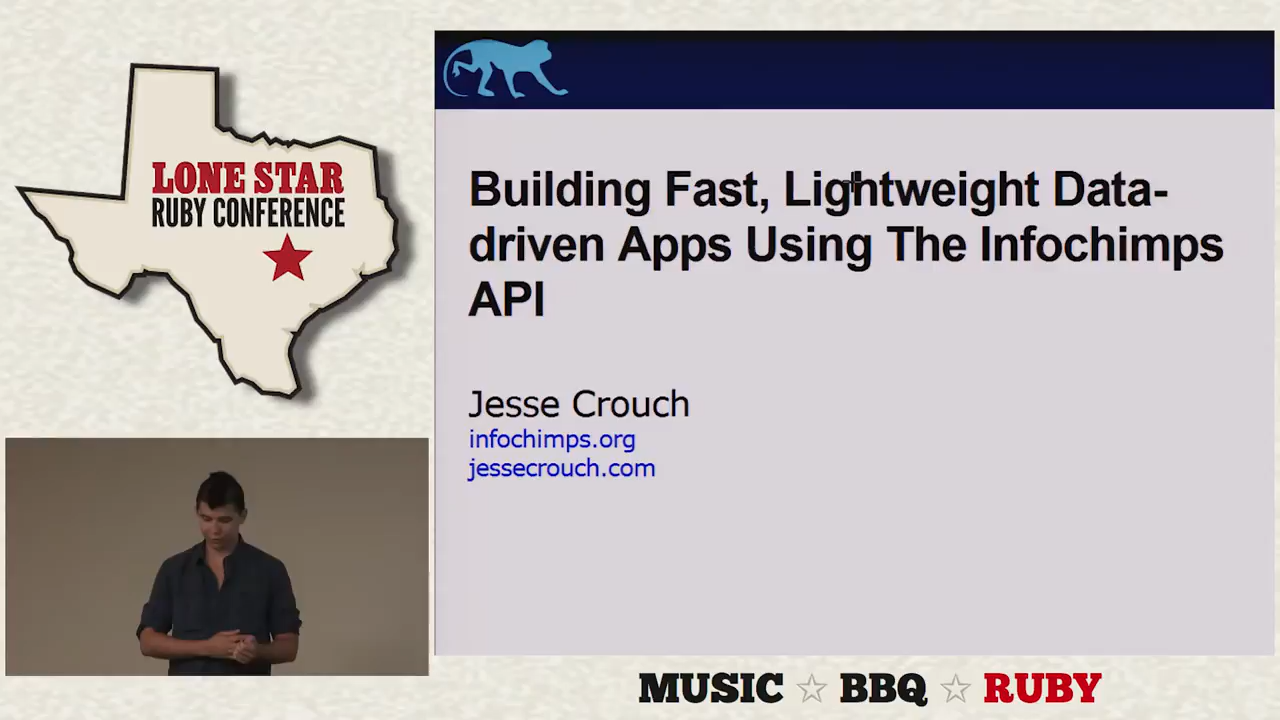 LONE STAR
RUBY CONFERENCE
Building Fast, Lightweight Data-
driven Apps Using The Infochimps
API
Jesse Crouch
infochimps.org
jessecrouch.com
MUSIC ☆ BBQ ☆ RUBY